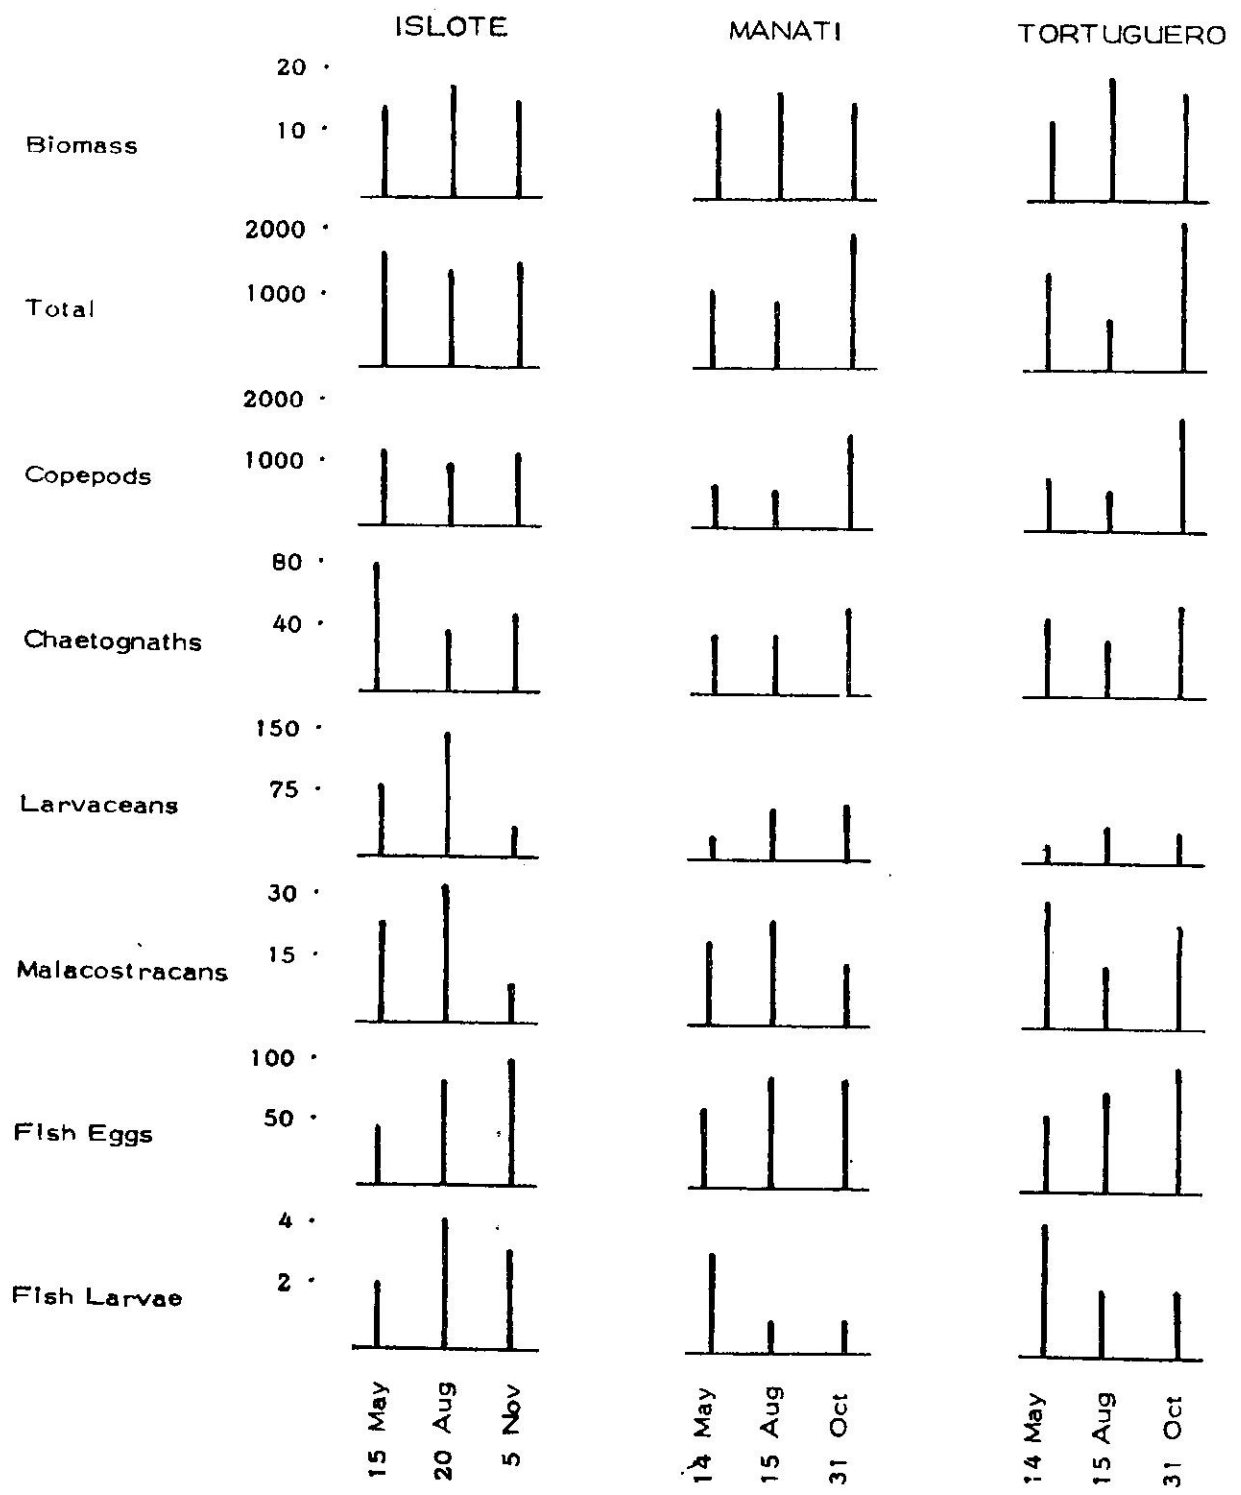 ISLOTE MANATI TORTUGUERO
20
10
Biomass
2000
1000
Total
2000
1000
Copepods
80
40
Chaetognaths
150
75
Larvaceans
30
15
Malacostracans
100
50
Fish Eggs
4
2
Fish Larvae
15 May
20 Aug
5 Nov
14 May
15 Aug
31 Oct
14 May
15 Aug
31 Oct